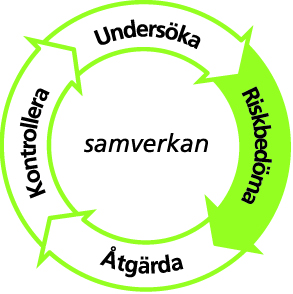 Undersöka
Riskbedöma
Åtgärda
Kontrollera
samverkan